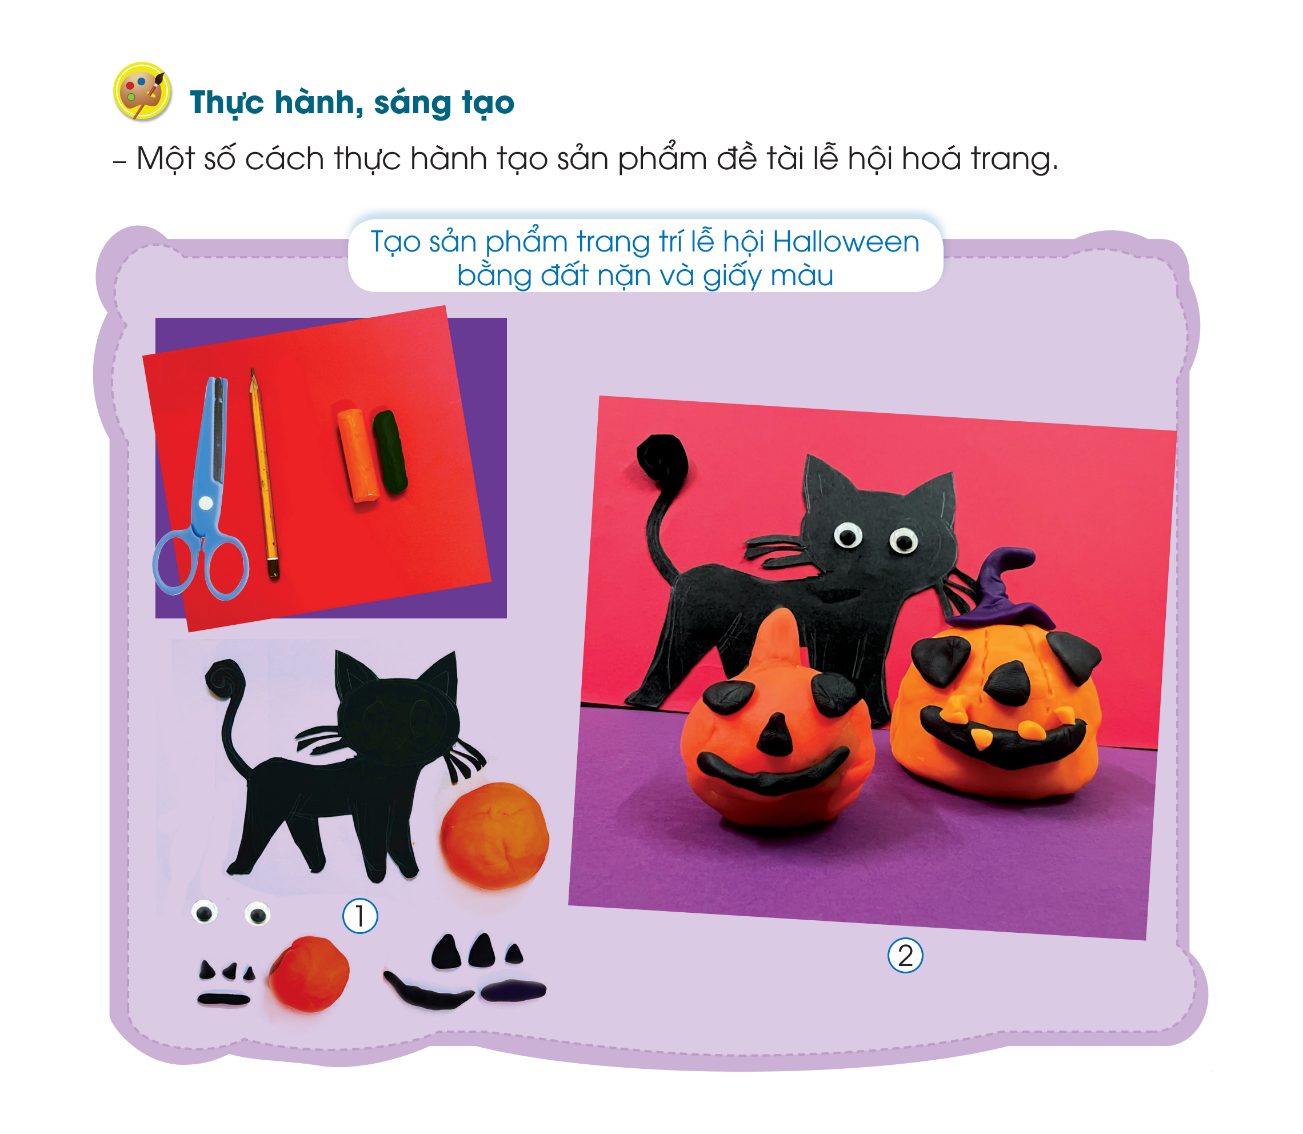 Thực hành, sáng tạo
– Một số cách thực hành tạo sản phẩm đề tài lễ hội hoá trang.
Tạo sản phẩm trang trí lễ hội Halloween
bằng đất nặn và giấy màu
1
2